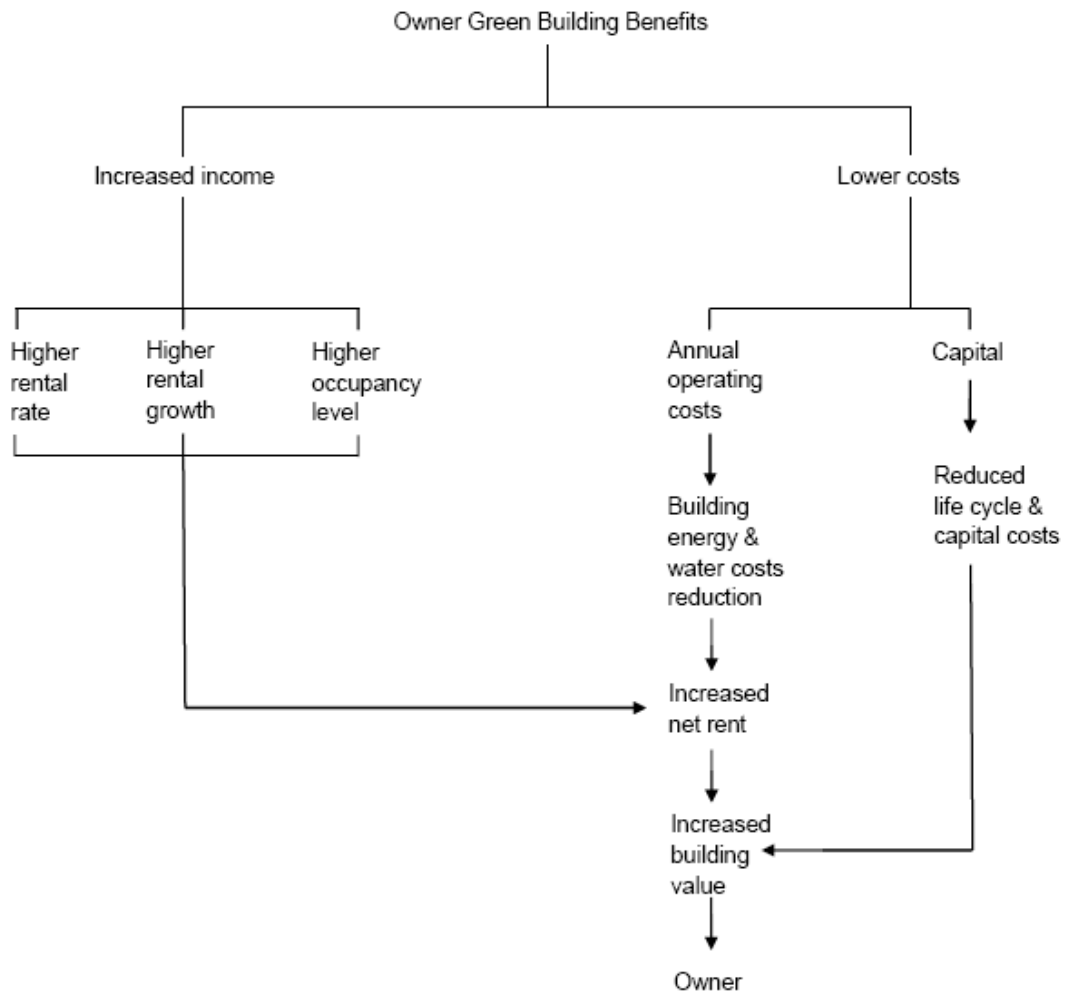 Owner Green Building Benefits
Increased income
Lower costs
Higher
rental
rate
Higher
rental
growth
Higher
occupancy
level
Annual
operating
costs
Capital
Building
energy &
water costs
reduction
Reduced
life cycle &
capital costs
Increased
net rent
Increased
building
value
Owner